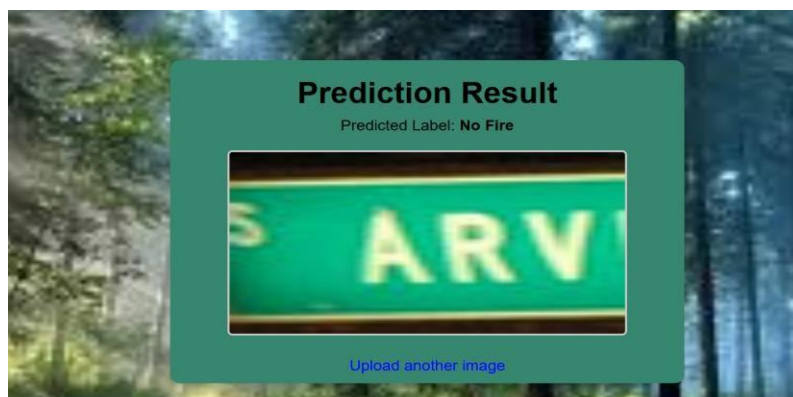 Prediction Result
Predicted Label: No Fire
S ARV
Upload another image